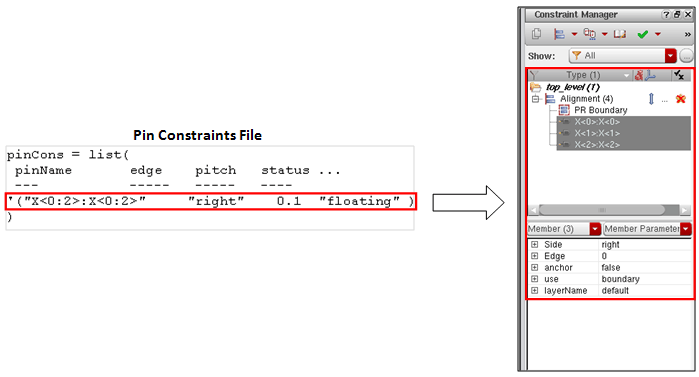 Constraint Manager
Show: All
Type (1)
top_level (1)
Alignment (4)
...
PR Boundary
X<0>:X<0>
X<1>:X<1>
X<2>:X<2>
Pin Constraints File
pinCons = list(
pinName edge pitch status ...
--- ----- ----- ----
'("X<0:2>:X<0:2>" "right" 0.1 "floating" )
)
Member (3) Member Parameter
Side right
Edge 0
anchor false
use boundary
layerName default